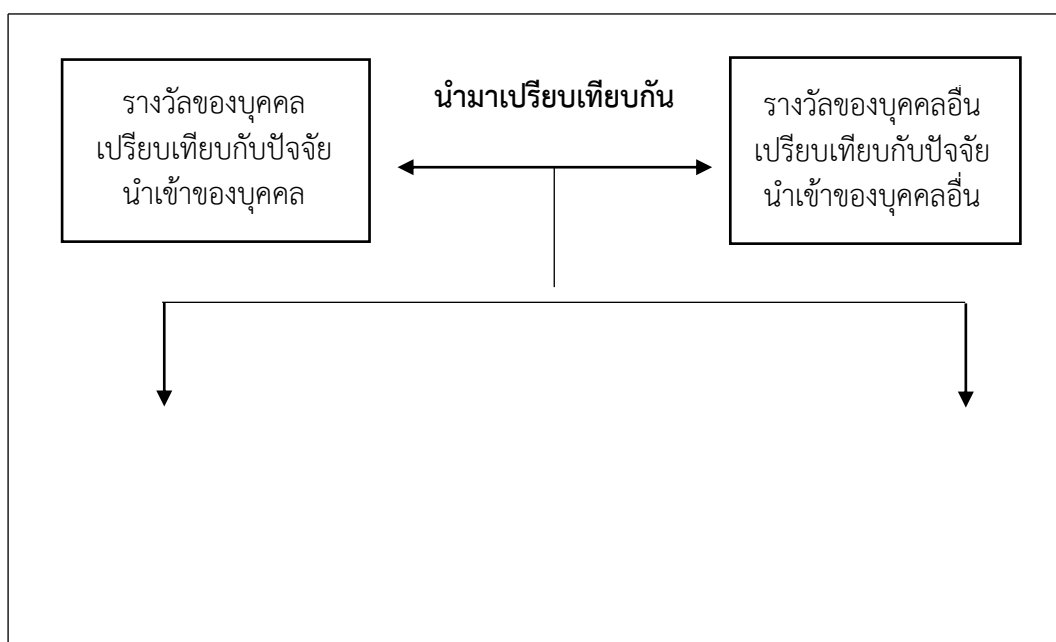 รางวัลของบุคคล
เปรียบเทียบกับปัจจัย
นำเข้าของบุคคล
นำมาเปรียบเทียบกัน
รางวัลของบุคคลอื่น
เปรียบเทียบกับปัจจัย
นำเข้าของบุคคลอื่น